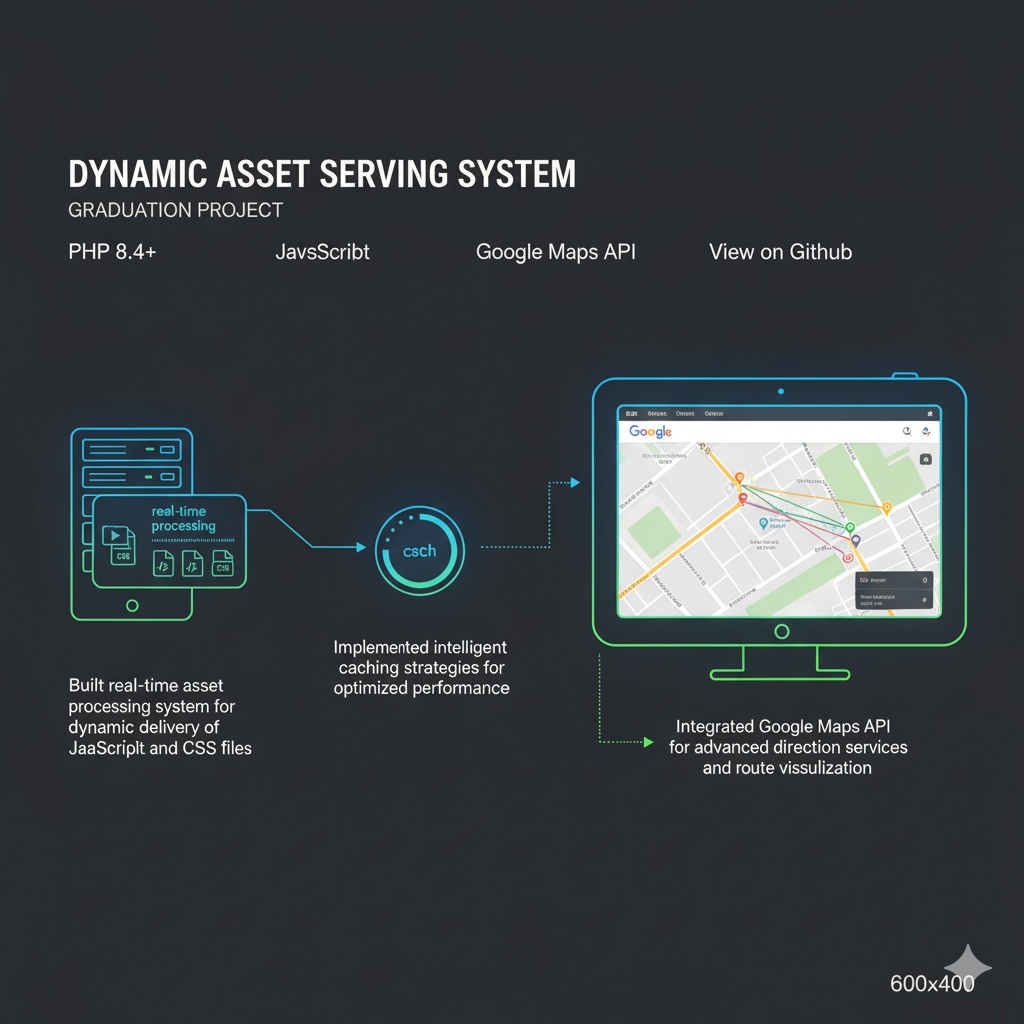 DYNAMIC ASSET SERVING SYSTEM
GRADUATION PROJECT
PHP 8.4+ JavsScribt Google Maps API View on Github
real-time
processing
CSS
csch
Google
Implemented intelligent
caching strategies for
optimized performance
Built real-time asset
processing system for
dynamic delivery of
JaaScriplt and CSS files
Integrated Google Maps API
for advanced direction services
and route vissulization
600x400